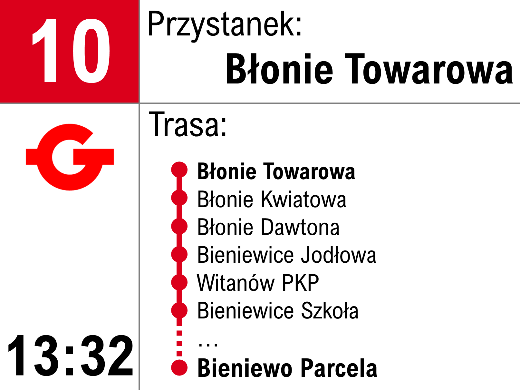 10
Przystanek:
Błonie Towarowa
Trasa:
Błonie Towarowa
Błonie Kwiatowa
Błonie Dawtona
Bieniewice Jodłowa
Witanów PKP
Bieniewice Szkoła
...
Bieniewo Parcela
G
13:32